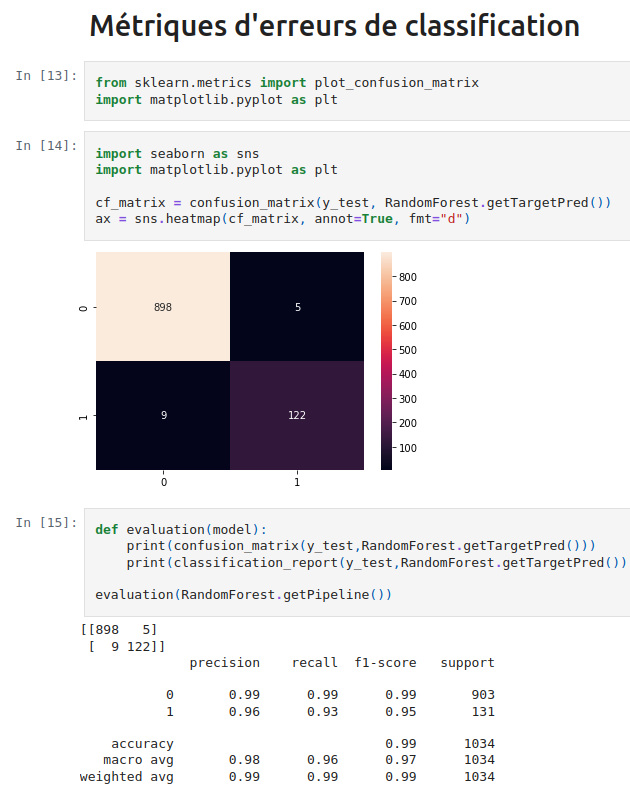 Métriques d'erreurs de classification
In [13]:
from sklearn.metrics import plot_confusion_matrix
import matplotlib.pyplot as plt
In [14]:
import seaborn as sns
import matplotlib.pyplot as plt
cf_matrix = confusion_matrix(y_test, RandomForest.getTargetPred())
ax = sns.heatmap(cf_matrix, annot=True, fmt="d")
0 898 5
1 9 122
0 1
800
700
600
500
400
300
200
100
In [15]:
def evaluation(model):
    print(confusion_matrix(y_test,RandomForest.getTargetPred()))
    print(classification_report(y_test,RandomForest.getTargetPred())
evaluation(RandomForest.getPipeline())
[[898   5]
 [  9 122]]
              precision    recall  f1-score   support
           0       0.99      0.99      0.99       903
           1       0.96      0.93      0.95       131
    accuracy                           0.99      1034
   macro avg       0.98      0.96      0.97      1034
weighted avg       0.99      0.99      0.99      1034